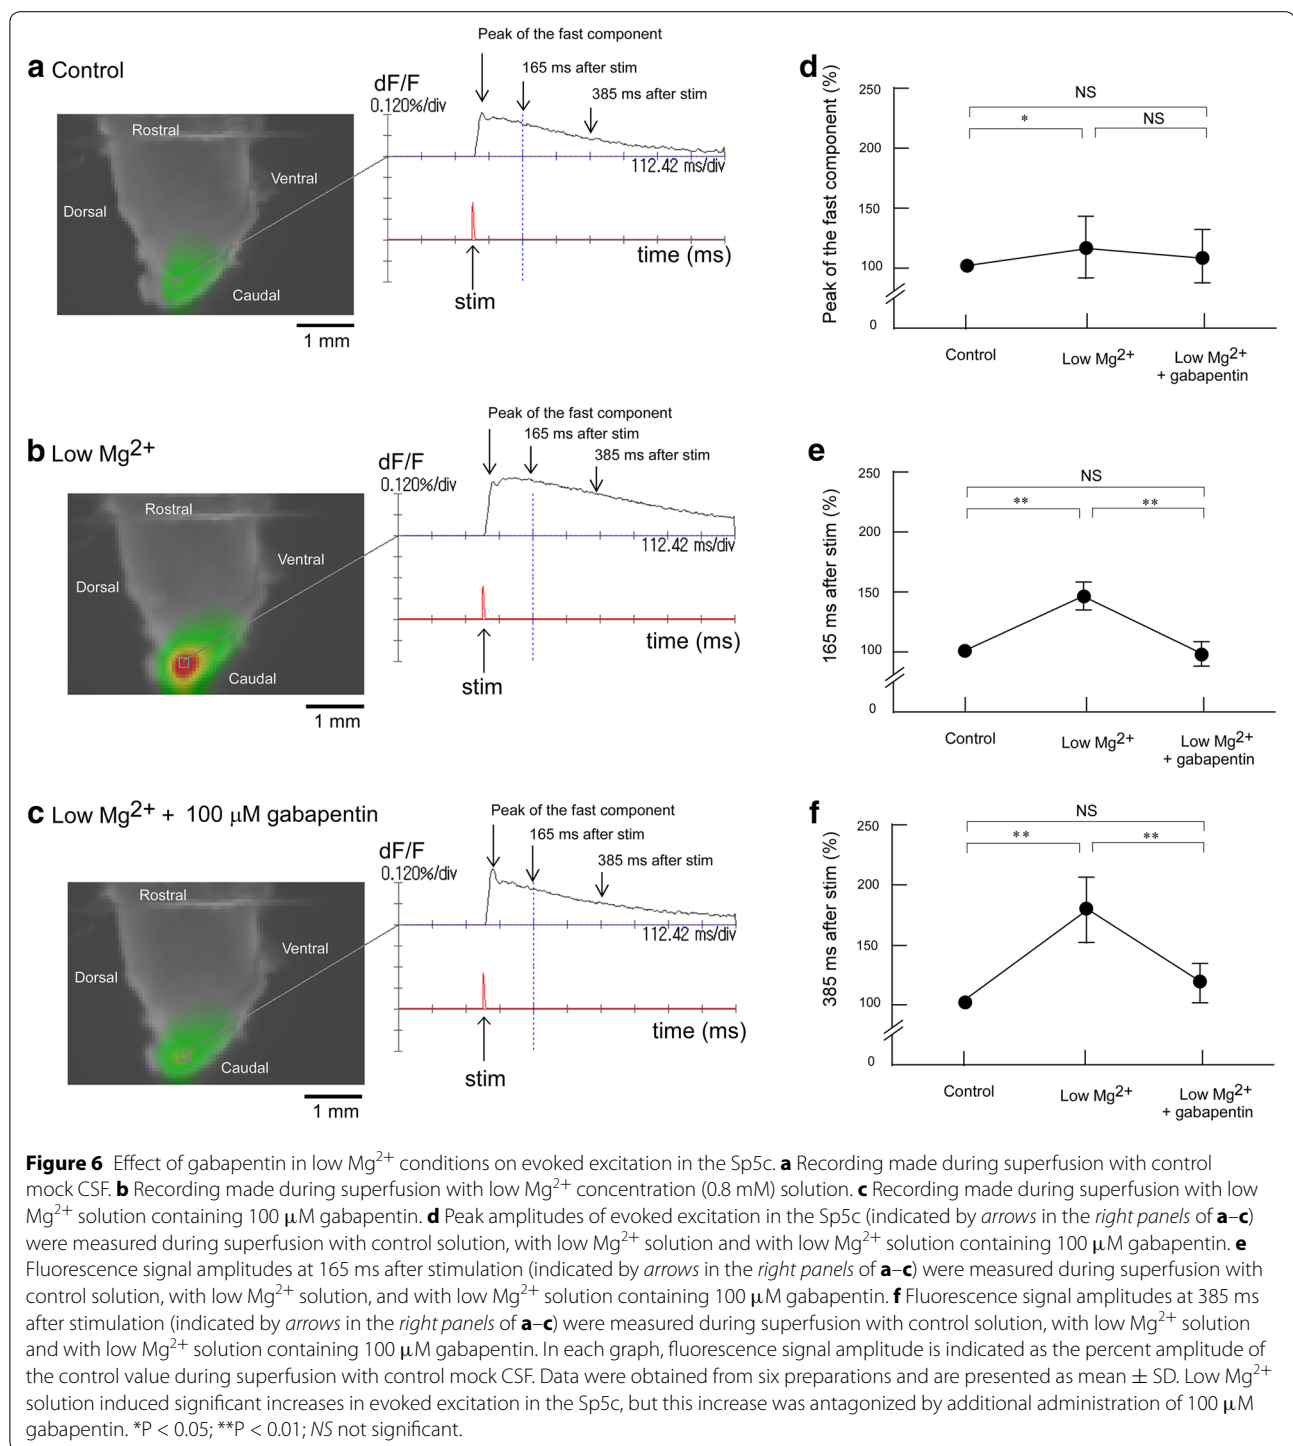 a Control
Peak of the fast component
165 ms after stim
385 ms after stim
dF/F
0.120%/div
112.42 ms/div
time (ms)
stim
Rostral
Ventral
Dorsal
Caudal
1 mm
b Low Mg2+
Peak of the fast component
165 ms after stim
385 ms after stim
dF/F
0.120%/div
112.42 ms/div
time (ms)
stim
Rostral
Ventral
Dorsal
Caudal
1 mm
c Low Mg2+ + 100 μM gabapentin
Peak of the fast component
165 ms after stim
385 ms after stim
dF/F
0.120%/div
112.42 ms/div
time (ms)
stim
Rostral
Ventral
Dorsal
Caudal
1 mm
d
Peak of the fast component (%)
250
200
150
100
0
NS
*
NS
Control
Low Mg2+
Low Mg2+
+ gabapentin
e
165 ms after stim (%)
250
200
150
100
0
NS
**
**
Control
Low Mg2+
Low Mg2+
+ gabapentin
f
385 ms after stim (%)
250
200
150
100
0
NS
**
**
Control
Low Mg2+
Low Mg2+
+ gabapentin
Figure 6 Effect of gabapentin in low Mg2+ conditions on evoked excitation in the Sp5c. a Recording made during superfusion with control
mock CSF. b Recording made during superfusion with low Mg2+ concentration (0.8 mM) solution. c Recording made during superfusion with low
Mg2+ solution containing 100 μM gabapentin. d Peak amplitudes of evoked excitation in the Sp5c (indicated by arrows in the right panels of a–c)
were measured during superfusion with control solution, with low Mg2+ solution and with low Mg2+ solution containing 100 μM gabapentin. e
Fluorescence signal amplitudes at 165 ms after stimulation (indicated by arrows in the right panels of a–c) were measured during superfusion with
control solution, with low Mg2+ solution, and with low Mg2+ solution containing 100 μM gabapentin. f Fluorescence signal amplitudes at 385 ms
after stimulation (indicated by arrows in the right panels of a–c) were measured during superfusion with control solution, with low Mg2+ solution
and with low Mg2+ solution containing 100 μM gabapentin. In each graph, fluorescence signal amplitude is indicated as the percent amplitude of
the control value during superfusion with control mock CSF. Data were obtained from six preparations and are presented as mean ± SD. Low Mg2+
solution induced significant increases in evoked excitation in the Sp5c, but this increase was antagonized by additional administration of 100 μM
gabapentin. *P < 0.05; **P < 0.01; NS not significant.